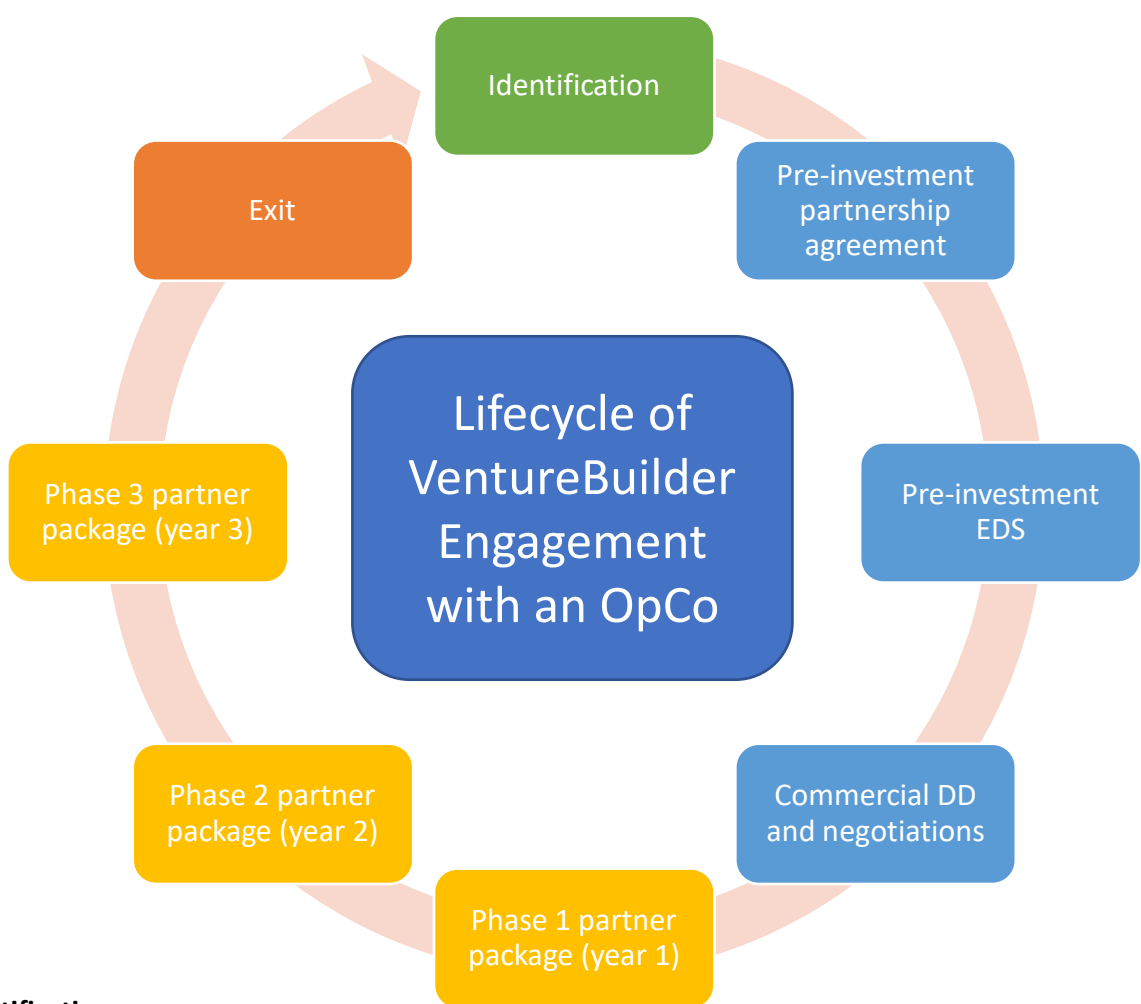 Identification
Pre-investment
partnership
agreement
Pre-investment
EDS
Commercial DD
and negotiations
Phase 1 partner
package (year 1)
Phase 2 partner
package (year 2)
Phase 3 partner
package (year 3)
Exit
Lifecycle of
VentureBuilder
Engagement
with an OpCo